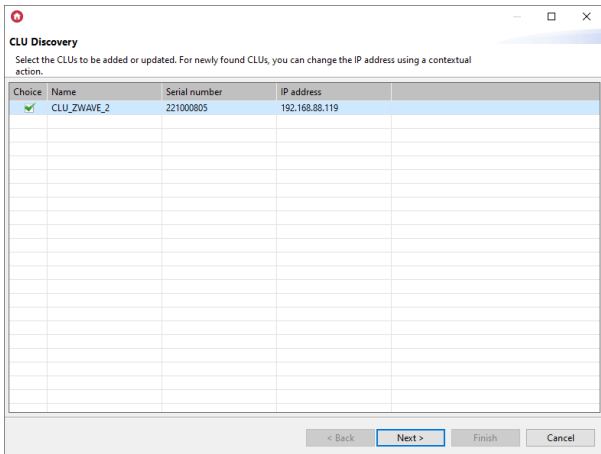 CLU Discovery
Select the CLUs to be added or updated. For newly found CLUs, you can change the IP address using a contextual
action.
Choice Name Serial number IP address
CLU_ZWAVE_2 221000805 192.168.88.119
< Back Next > Finish Cancel